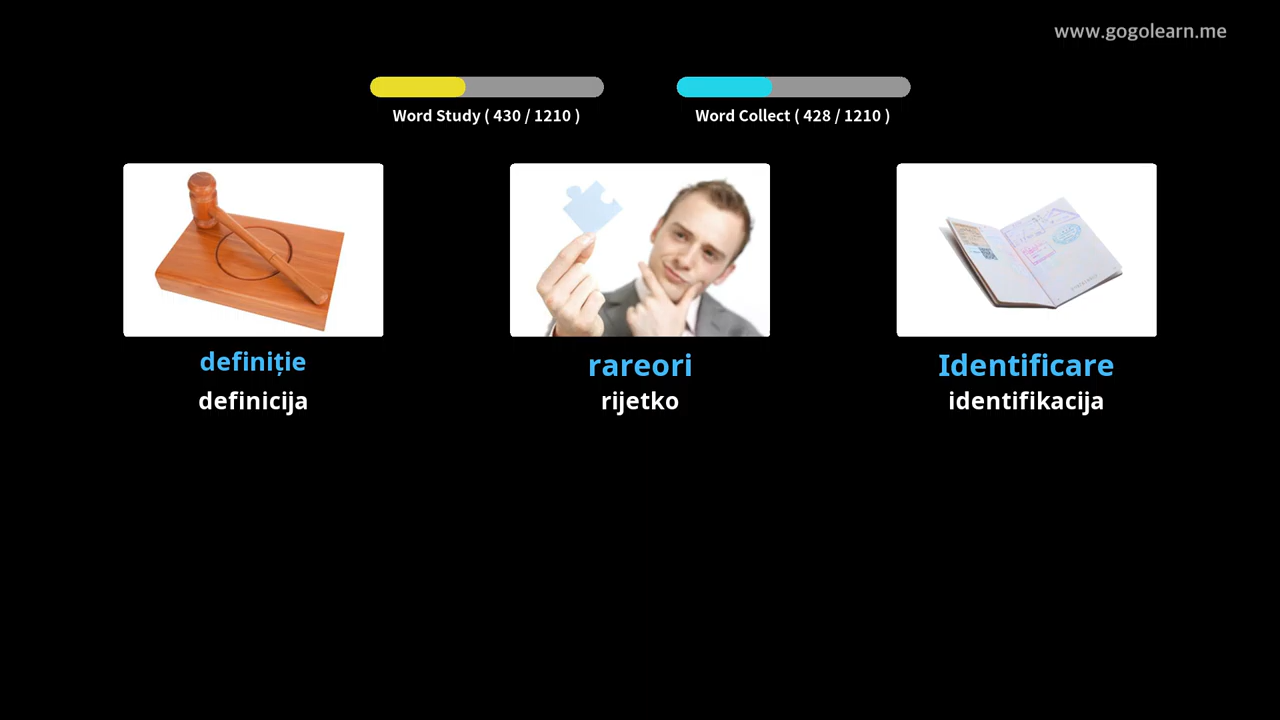 www.gogolearn.me
Word Study ( 430 / 1210 )
Word Collect ( 428 / 1210 )
definiție
rareori
Identificare
definicija
rijetko
identifikacija